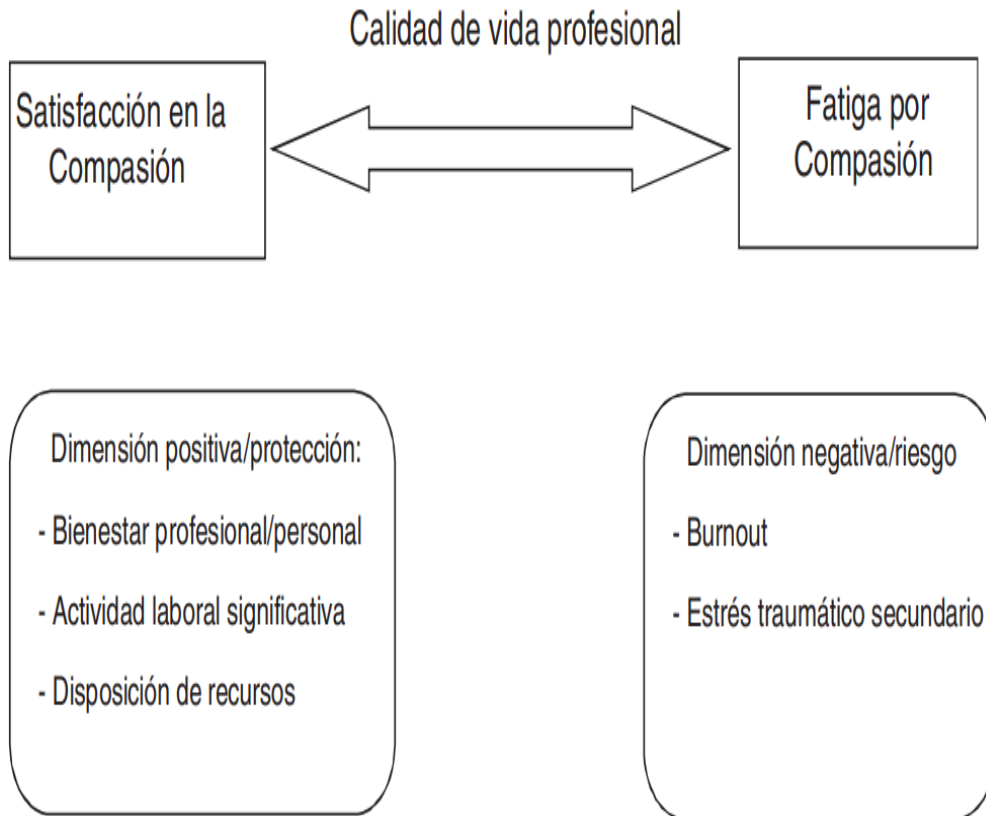 Calidad de vida profesional
Satisfacción en la
Compasión
Fatiga por
Compasión
Dimensión positiva/protección:
- Bienestar profesional/personal
- Actividad laboral significativa
- Disposición de recursos
Dimensión negativa/riesgo
- Burnout
- Estrés traumático secundario